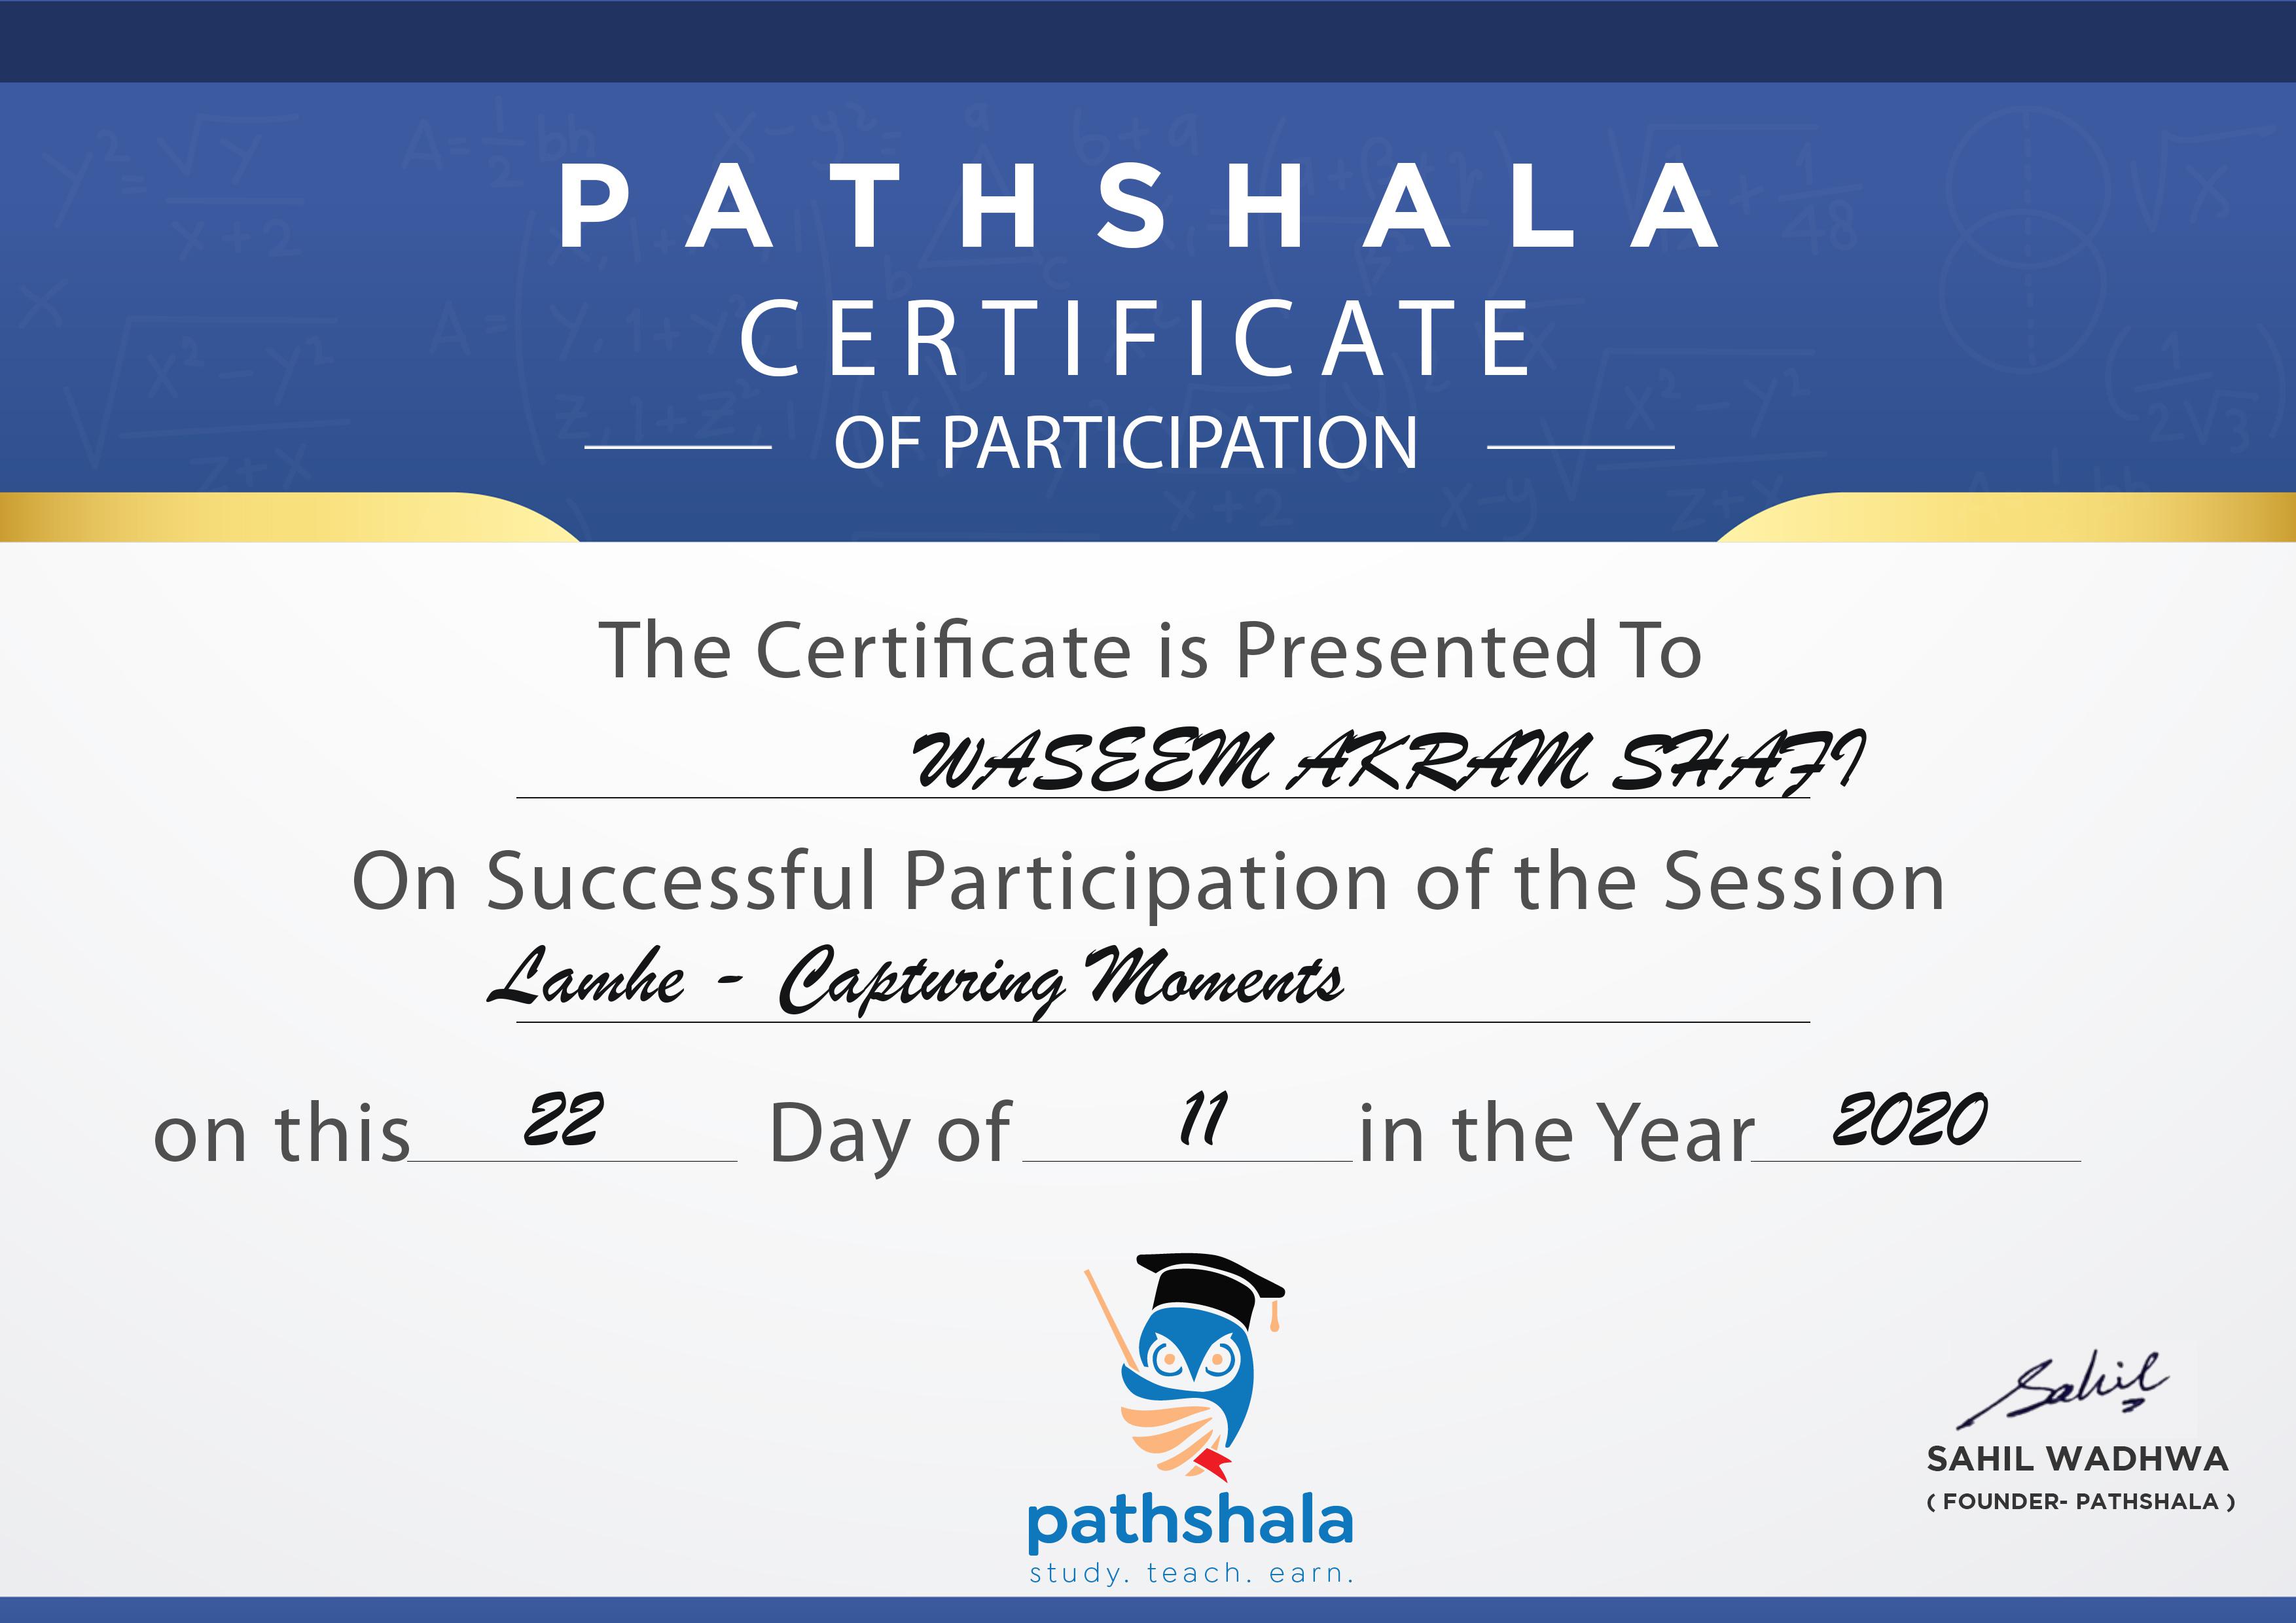 PATHSHALA
CERTIFICATE
OF PARTICIPATION
The Certificate is Presented To
WASEEM AKRAM SHAFI
On Successful Participation of the Session
Lamhe - Capturing Moments
on this 22 Day of 11 in the Year 2020
Sahil
SAHIL WADHWA
( FOUNDER- PATHSHALA )
pathshala
study. teach. earn.